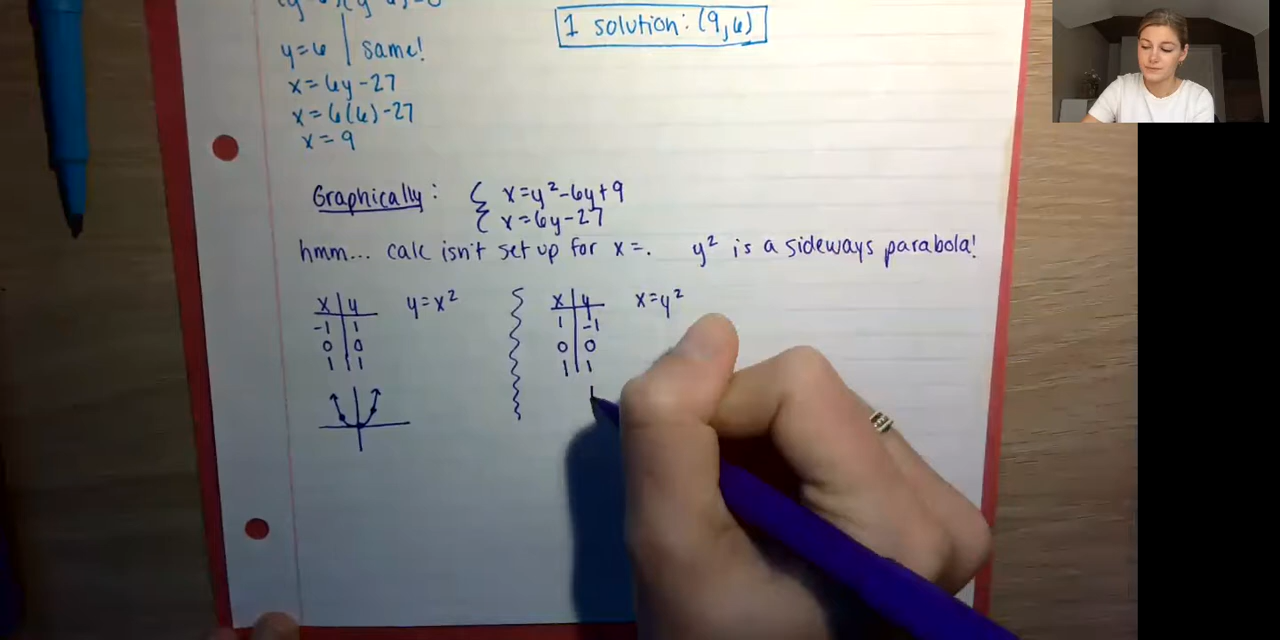 1 solution: (9,6)
y=6 | same!
x=6y-27
x=6(6)-27
x=9
Graphically: { x=y²-6y+9
{ x=6y-27
hmm... calc isn't set up for x=. y² is a sideways parabola!
x | y y=x²
-1 | 1
0 | 0
1 | 1
x | y x=y²
1 | -1
0 | 0
1 | 1